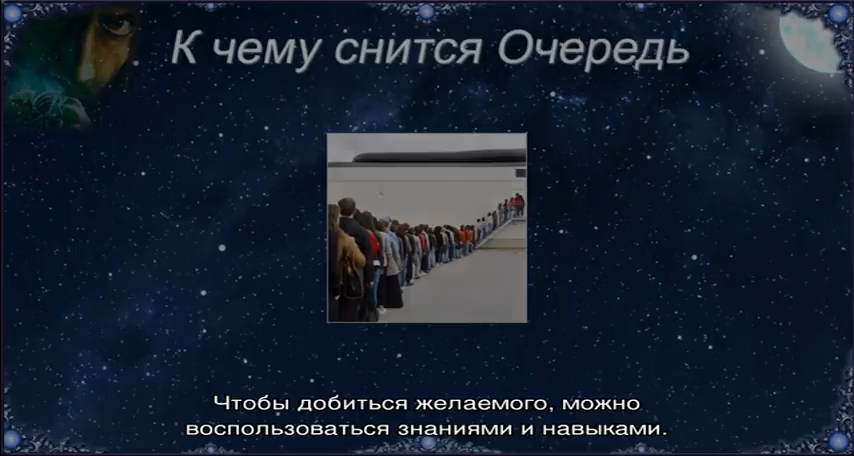 К чему снится Очередь
Чтобы добиться желаемого, можно
воспользоваться знаниями и навыками.